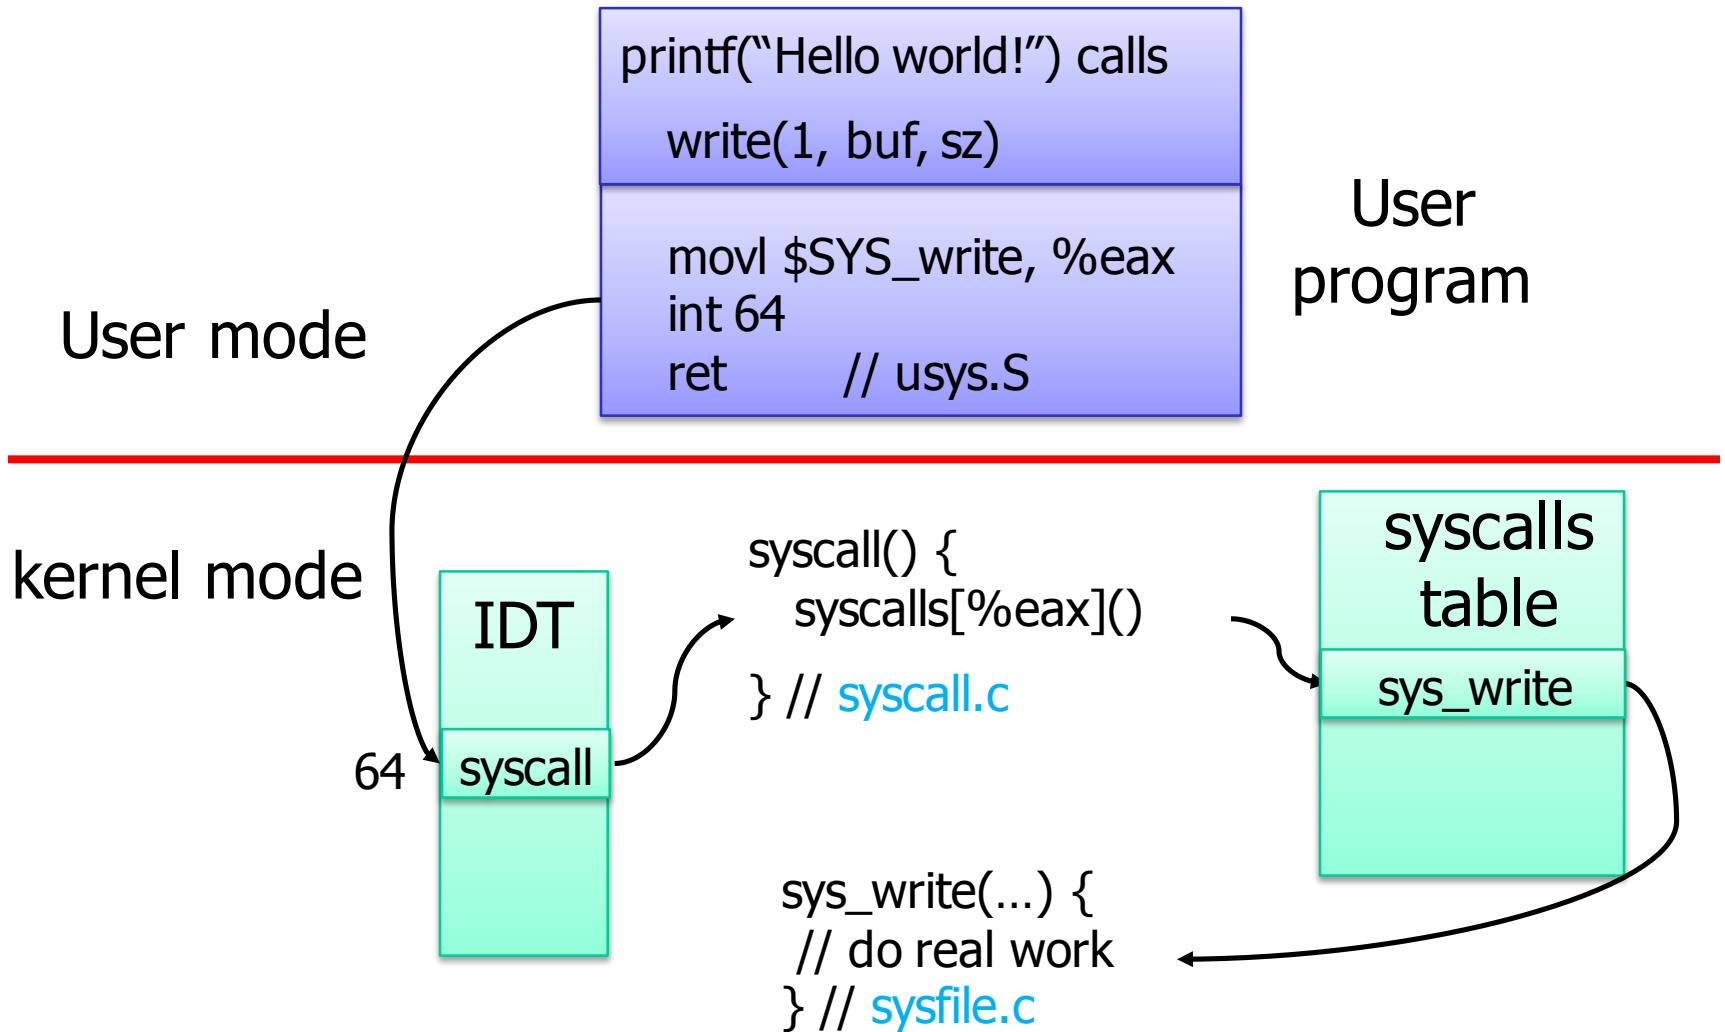 printf(“Hello world!”) calls
write(1, buf, sz)
movl $SYS_write, %eax
int 64
ret // usys.S
User
program
User mode
kernel mode
IDT
64
syscall
syscall() {
syscalls[%eax]()
} // syscall.c
syscalls
table
sys_write
sys_write(...) {
// do real work
} // sysfile.c